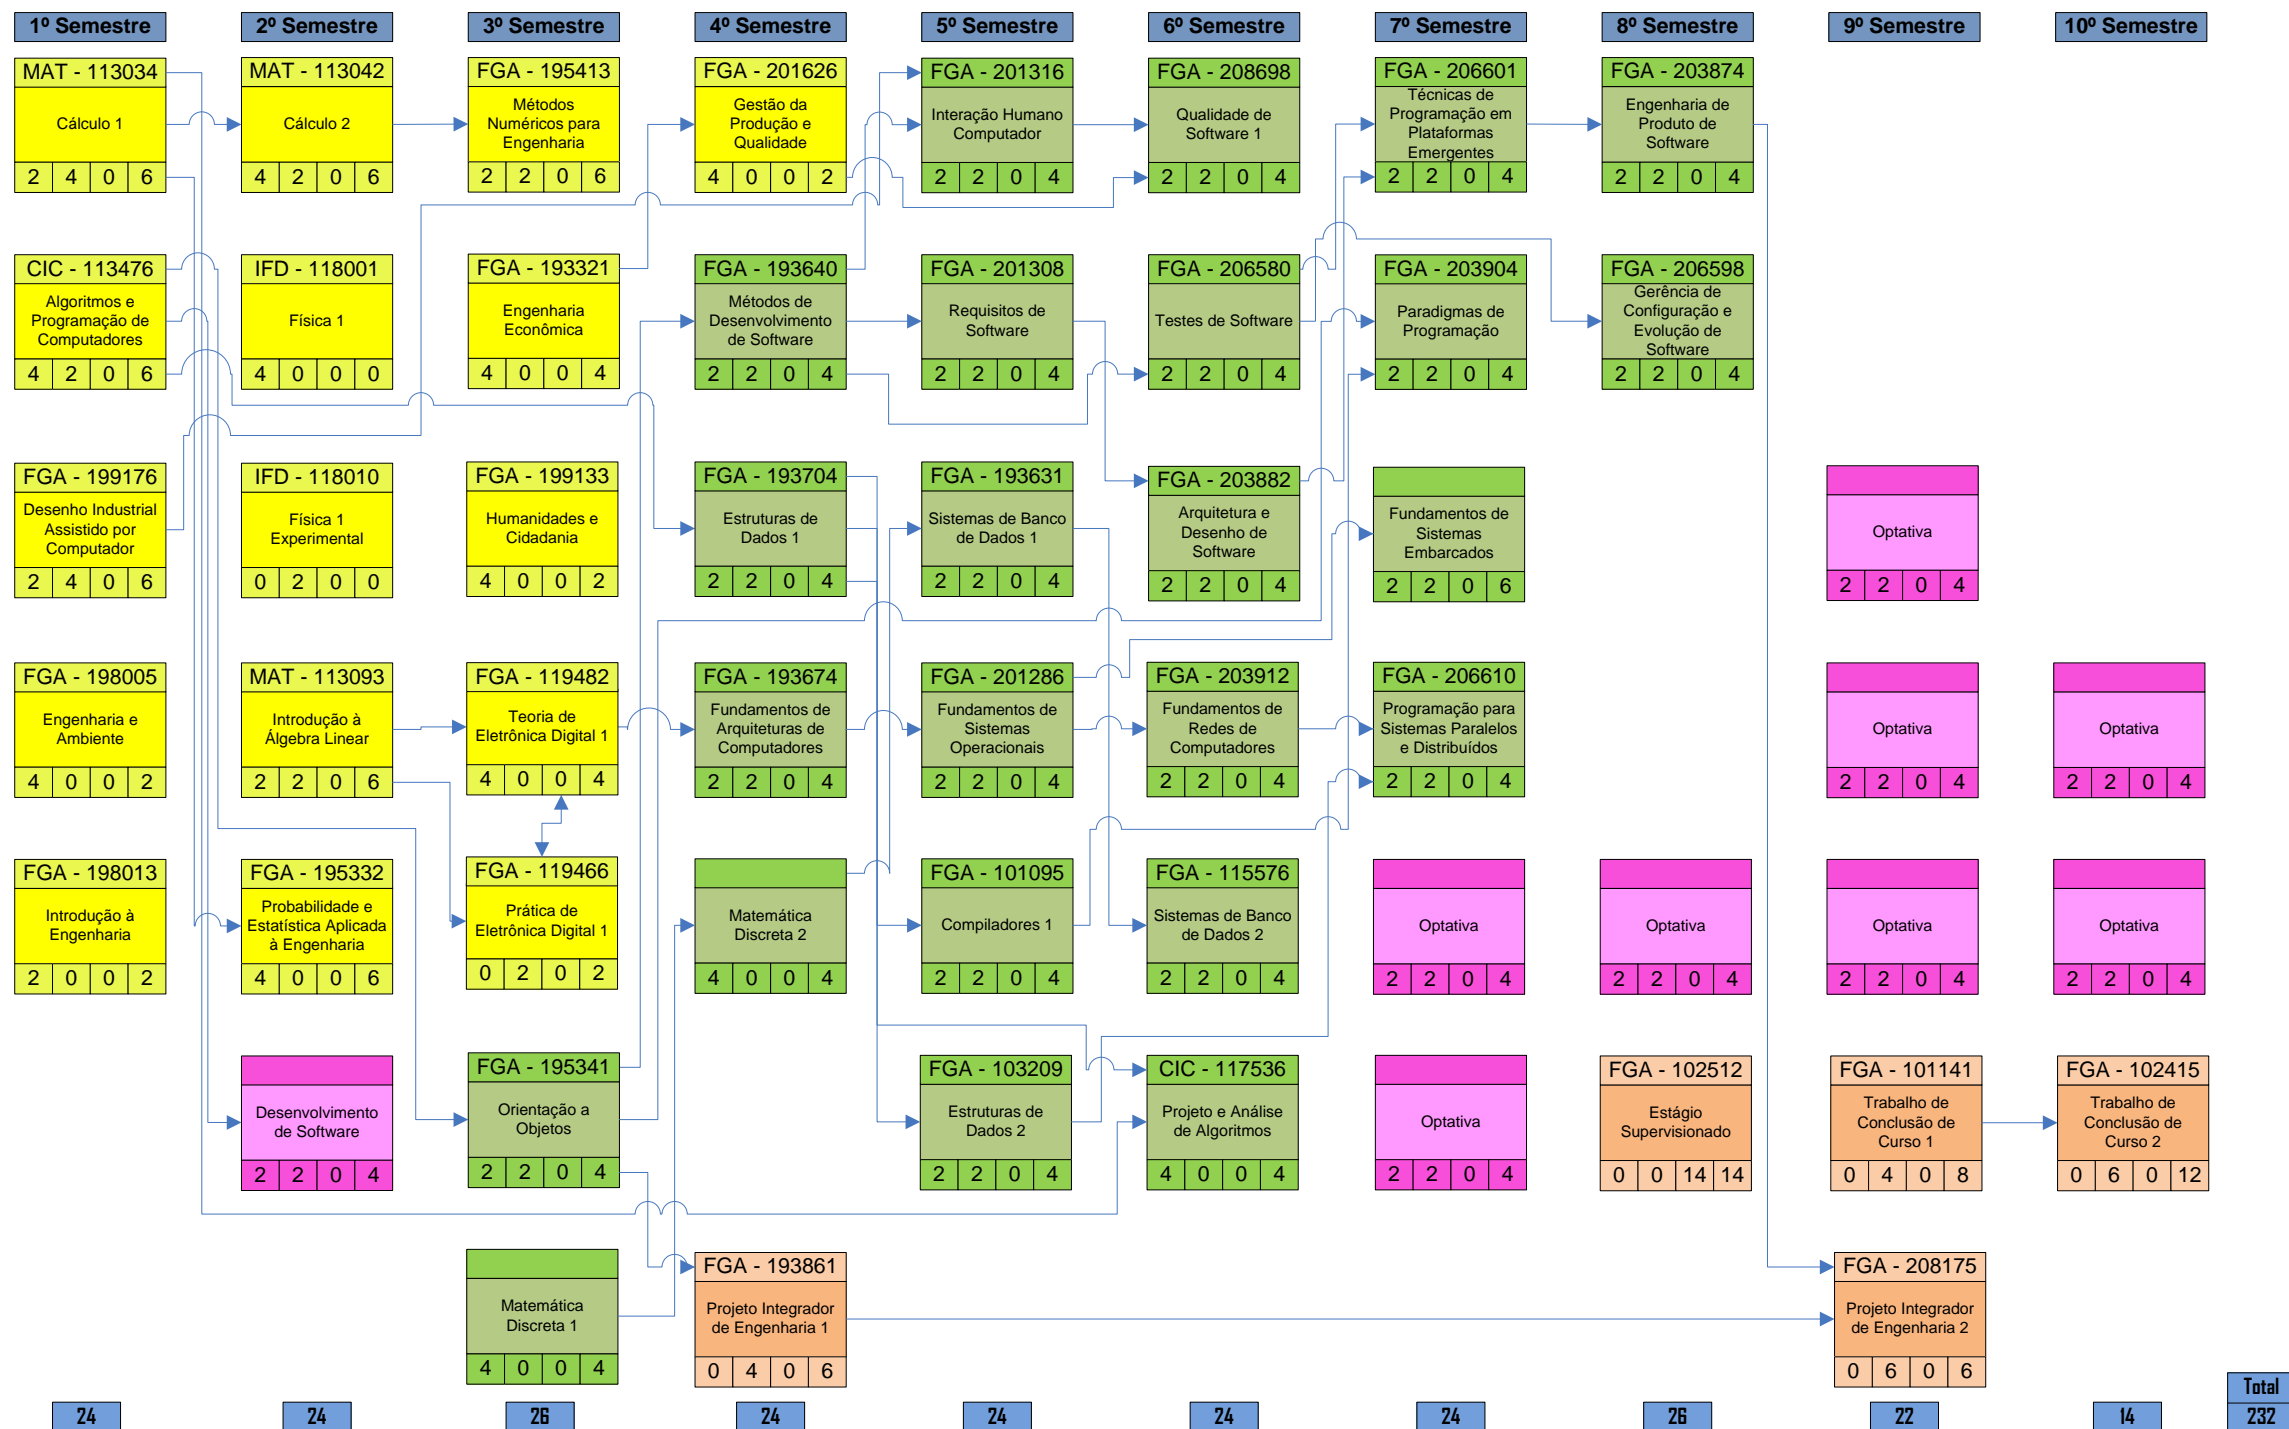 1º Semestre
2º Semestre
3º Semestre
4º Semestre
5º Semestre
6º Semestre
7º Semestre
8º Semestre
9º Semestre
10º Semestre
MAT - 113034
Cálculo 1
2 4 0 6
CIC - 113476
Algoritmos e
Programação de
Computadores
4 2 0 6
FGA - 199176
Desenho Industrial
Assistido por
Computador
2 4 0 6
FGA - 198005
Engenharia e
Ambiente
4 0 0 2
FGA - 198013
Introdução à
Engenharia
2 0 0 2
24
MAT - 113042
Cálculo 2
4 2 0 6
IFD - 118001
Física 1
4 0 0 0
IFD - 118010
Física 1
Experimental
0 2 0 0
MAT - 113093
Introdução à
Álgebra Linear
2 2 0 6
FGA - 195332
Probabilidade e
Estatística Aplicada
à Engenharia
4 0 0 6
Desenvolvimento
de Software
2 2 0 4
24
FGA - 195413
Métodos
Numéricos para
Engenharia
2 2 0 6
FGA - 193321
Engenharia
Econômica
4 0 0 4
FGA - 199133
Humanidades e
Cidadania
4 0 0 2
FGA - 119482
Teoria de
Eletrônica Digital 1
4 0 0 4
FGA - 119466
Prática de
Eletrônica Digital 1
0 2 0 2
FGA - 195341
Orientação a
Objetos
2 2 0 4
Matemática
Discreta 1
4 0 0 4
26
FGA - 201626
Gestão da
Produção e
Qualidade
4 0 0 2
FGA - 193640
Métodos de
Desenvolvimento
de Software
2 2 0 4
FGA - 193704
Estruturas de
Dados 1
2 2 0 4
FGA - 193674
Fundamentos de
Arquiteturas de
Computadores
2 2 0 4
Matemática
Discreta 2
4 0 0 4
FGA - 193861
Projeto Integrador
de Engenharia 1
0 4 0 6
24
FGA - 201316
Interação Humano
Computador
2 2 0 4
FGA - 201308
Requisitos de
Software
2 2 0 4
FGA - 193631
Sistemas de Banco
de Dados 1
2 2 0 4
FGA - 201286
Fundamentos de
Sistemas
Operacionais
2 2 0 4
FGA - 101095
Compiladores 1
2 2 0 4
FGA - 103209
Estruturas de
Dados 2
2 2 0 4
24
FGA - 208698
Qualidade de
Software 1
2 2 0 4
FGA - 206580
Testes de Software
2 2 0 4
FGA - 203882
Arquitetura e
Desenho de
Software
2 2 0 4
FGA - 203912
Fundamentos de
Redes de
Computadores
2 2 0 4
FGA - 115576
Sistemas de Banco
de Dados 2
2 2 0 4
CIC - 117536
Projeto e Análise
de Algoritmos
4 0 0 4
24
FGA - 206601
Técnicas de
Programação em
Plataformas
Emergentes
2 2 0 4
FGA - 203904
Paradigmas de
Programação
2 2 0 4
Fundamentos de
Sistemas
Embarcados
2 2 0 6
FGA - 206610
Programação para
Sistemas Paralelos
e Distribuídos
2 2 0 4
Optativa
2 2 0 4
Optativa
2 2 0 4
24
FGA - 203874
Engenharia de
Produto de
Software
2 2 0 4
FGA - 206598
Gerência de
Configuração e
Evolução de
Software
2 2 0 4
Optativa
2 2 0 4
FGA - 102512
Estágio
Supervisionado
0 0 14 14
26
Optativa
2 2 0 4
Optativa
2 2 0 4
Optativa
2 2 0 4
FGA - 101141
Trabalho de
Conclusão de
Curso 1
0 4 0 8
FGA - 208175
Projeto Integrador
de Engenharia 2
0 6 0 6
22
Optativa
2 2 0 4
Optativa
2 2 0 4
FGA - 102415
Trabalho de
Conclusão de
Curso 2
0 6 0 12
14
Total
232